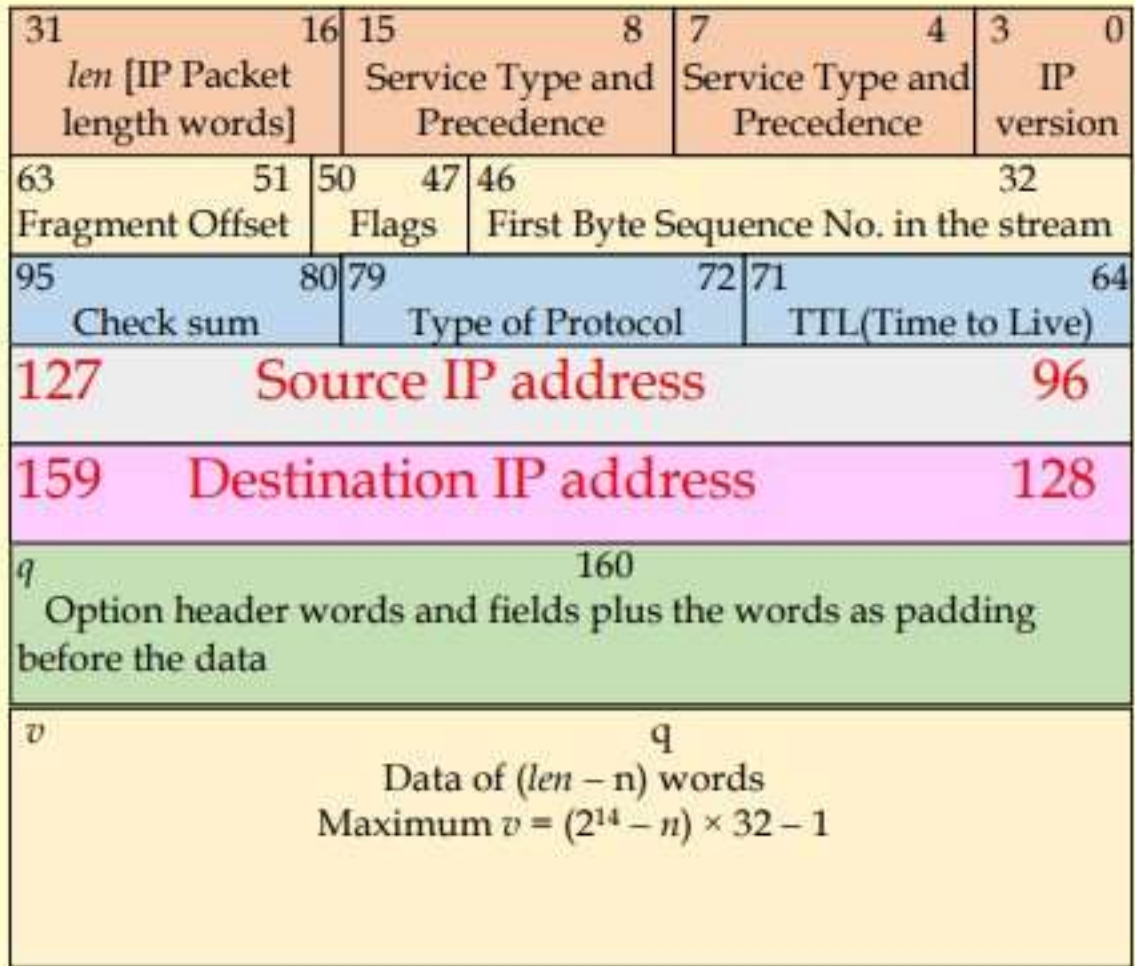 31 16 15 8 7 4 3 0
len [IP Packet Service Type and Service Type and IP
length words] Precedence Precedence version
63 51 50 47 46 32
Fragment Offset Flags First Byte Sequence No. in the stream
95 80 79 72 71 64
Check sum Type of Protocol TTL(Time to Live)
127 Source IP address 96
159 Destination IP address 128
q 160
Option header words and fields plus the words as padding
before the data
v q
Data of (len – n) words
Maximum v = (2¹⁴ – n) × 32 – 1